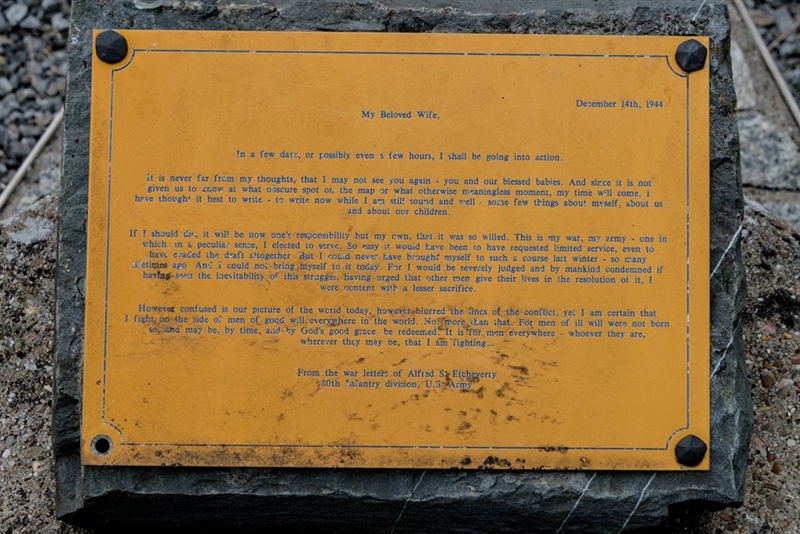 December 14th, 1944
My Beloved Wife,
In a few days, or possibly even a few hours, I shall be going into action.
It is never far from my thoughts, that I may not see you again - you and our blessed babies. And since it is not
given us to know at what obscure spot on the map or what otherwise meaningless moment, my time will come, I
have thought it best to write - to write now while I am still sound and well - some few things about myself, about us
and about our children.
If I should die, it will be now one's responsibility but my own, that it was so willed. This is my war, my army - one in
which, in a peculiar sense, I elected to serve. So easy it would have been to have requested limited service, even to
have evaded the draft altogether. But I could never have brought myself to such a course last winter - so many
lifetimes ago. And I could not bring myself to it today. For I would be severely judged and by mankind condemned if
having seen the inevitability of this struggle, having urged that other men give their lives in the resolution of it, I
were content with a lesser sacrifice.
However confused is our picture of the world today, however blurred the lines of the conflict, yet I am certain that
I fight on the side of men of good will everywhere in the world. No, more than that. For men of ill will were not born
so, and may be, by time, and by God's good grace, be redeemed. It is for men everywhere - whoever they are,
wherever they may be, that I am fighting...
From the war letters of Alfred S. Etcheverry
80th Infantry division, U.S. Army